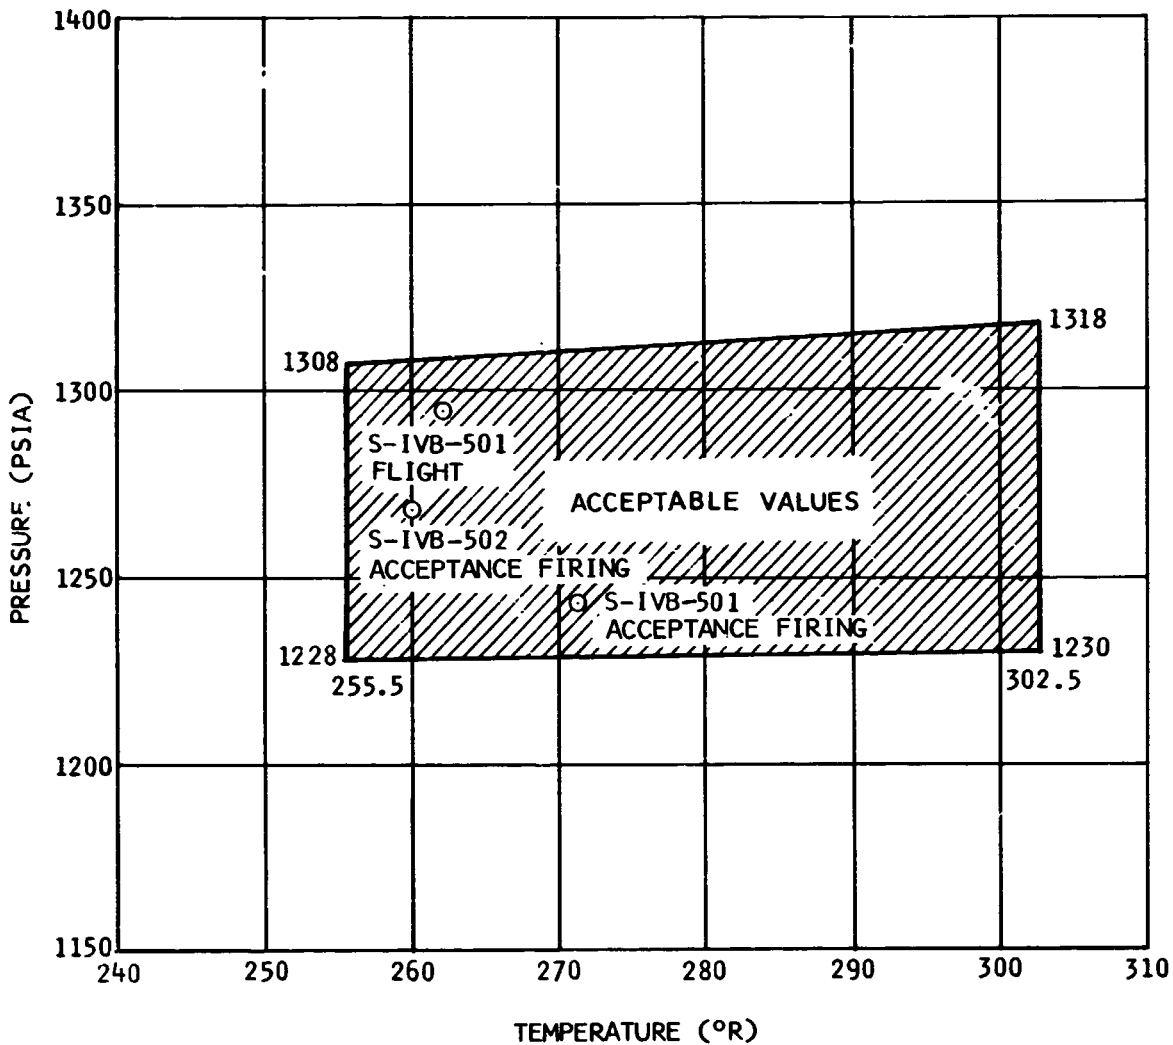 1400
1350
1318
1308
1300
S-IVB-501
FLIGHT
ACCEPTABLE VALUES
S-IVB-502
ACCEPTANCE FIRING
1250
S-IVB-501
ACCEPTANCE FIRING
1228
1230
255.5
302.5
1200
1150
240 250 260 270 280 290 300 310
TEMPERATURE (°R)
PRESSURE (PSIA)